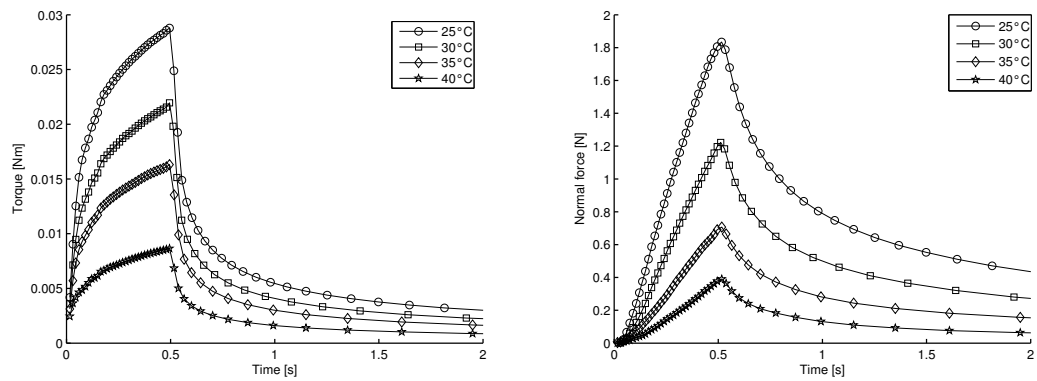 0.03
0.025
0.02
0.015
0.01
0.005
0
Torque [Nm]
0 0.5 1 1.5 2
Time [s]
25°C
30°C
35°C
40°C
2
1.8
1.6
1.4
1.2
1
0.8
0.6
0.4
0.2
0
Normal force [N]
0 0.5 1 1.5 2
Time [s]
25°C
30°C
35°C
40°C